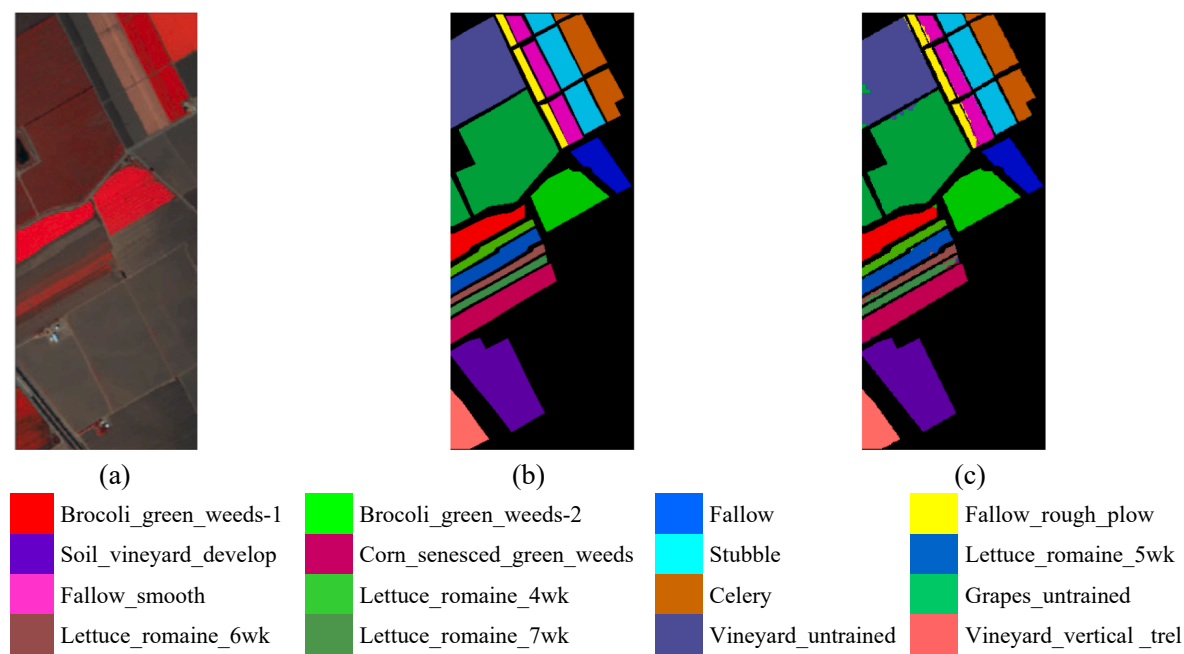 (a) (b) (c)
Brocoli_green_weeds-1 Brocoli_green_weeds-2 Fallow Fallow_rough_plow
Soil_vineyard_develop Corn_senesced_green_weeds Stubble Lettuce_romaine_5wk
Fallow_smooth Lettuce_romaine_4wk Celery Grapes_untrained
Lettuce_romaine_6wk Lettuce_romaine_7wk Vineyard_untrained Vineyard_vertical _trel